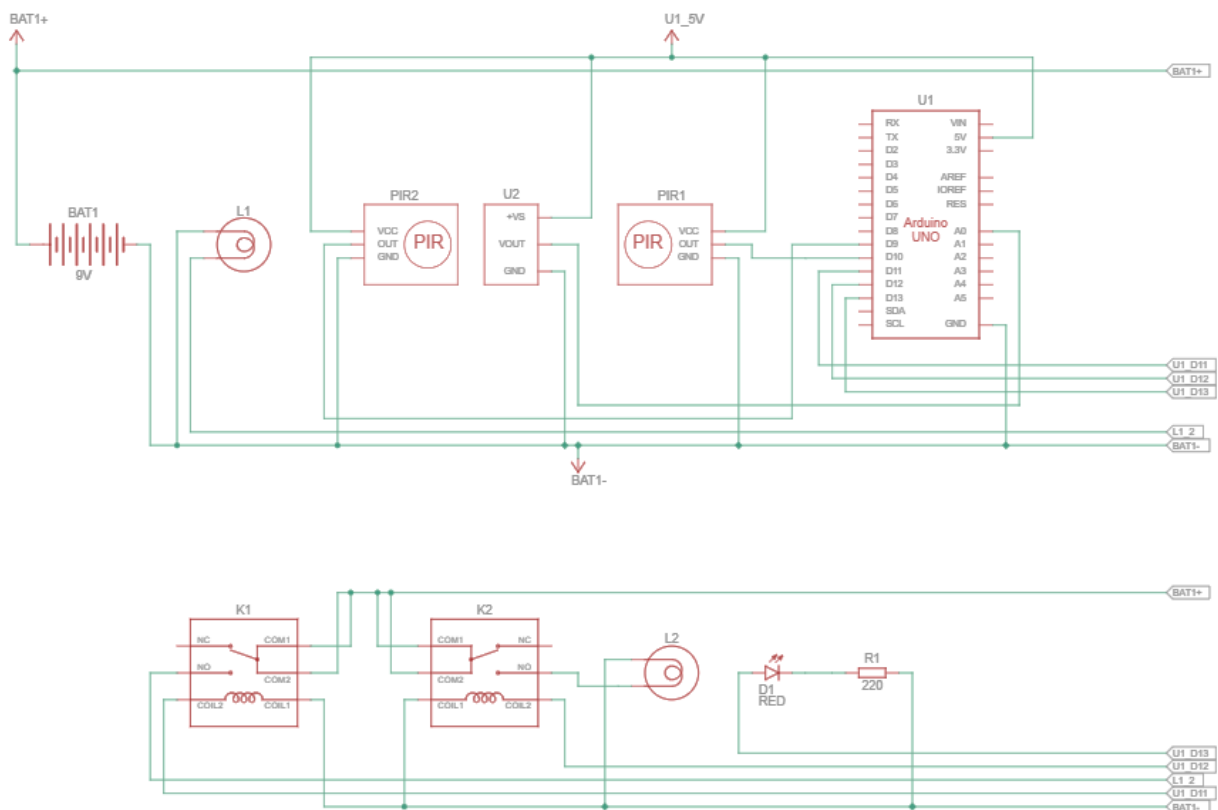 BAT1+
U1_5V
BAT1+
U1
RX
VIN
TX
5V
D2
3.3V
D3
D4
AREF
D5
IOREF
D6
RES
D7
D8
A0
D9
A1
D10
A2
D11
A3
D12
A4
D13
A5
SDA
SCL
GND
Arduino
UNO
PIR2
VCC
OUT
GND
PIR
U2
+VS
VOUT
GND
PIR1
PIR
VCC
OUT
GND
BAT1
9V
L1
U1_D11
U1_D12
U1_D13
L1_2
BAT1-
BAT1-
BAT1+
K1
NC
COM1
NO
COM2
COIL2
COIL1
K2
COM1
NC
COM2
NO
COIL1
COIL2
L2
D1
RED
R1
220
U1_D13
U1_D12
L1_2
U1_D11
BAT1-